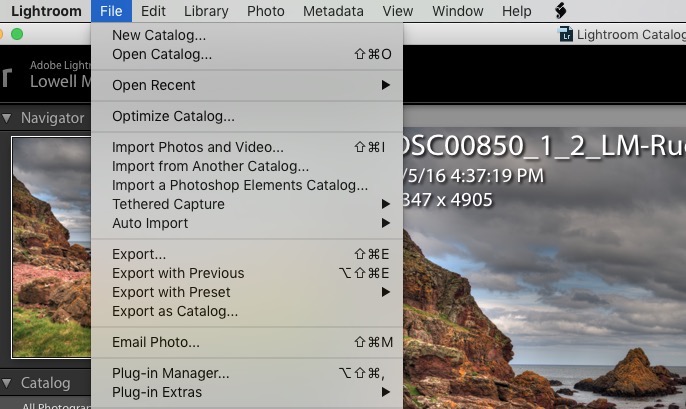 Lightroom File Edit Library Photo Metadata View Window Help
Lightroom Catalog
New Catalog...
Open Catalog... ⇧⌘O
Open Recent ▶
Optimize Catalog...
Import Photos and Video... ⇧⌘I
Import from Another Catalog...
Import a Photoshop Elements Catalog...
Tethered Capture ▶
Auto Import ▶
Export... ⇧⌘E
Export with Previous ⌥⇧⌘E
Export with Preset ▶
Export as Catalog...
Email Photo... ⇧⌘M
Plug-in Manager... ⌥⇧⌘,
Plug-in Extras ▶
r
Adobe Lightr
Lowell M
Navigator
Catalog
All Photogra
DSC00850_1_2_LM-Rue
/5/16 4:37:19 PM
347 x 4905
Lr